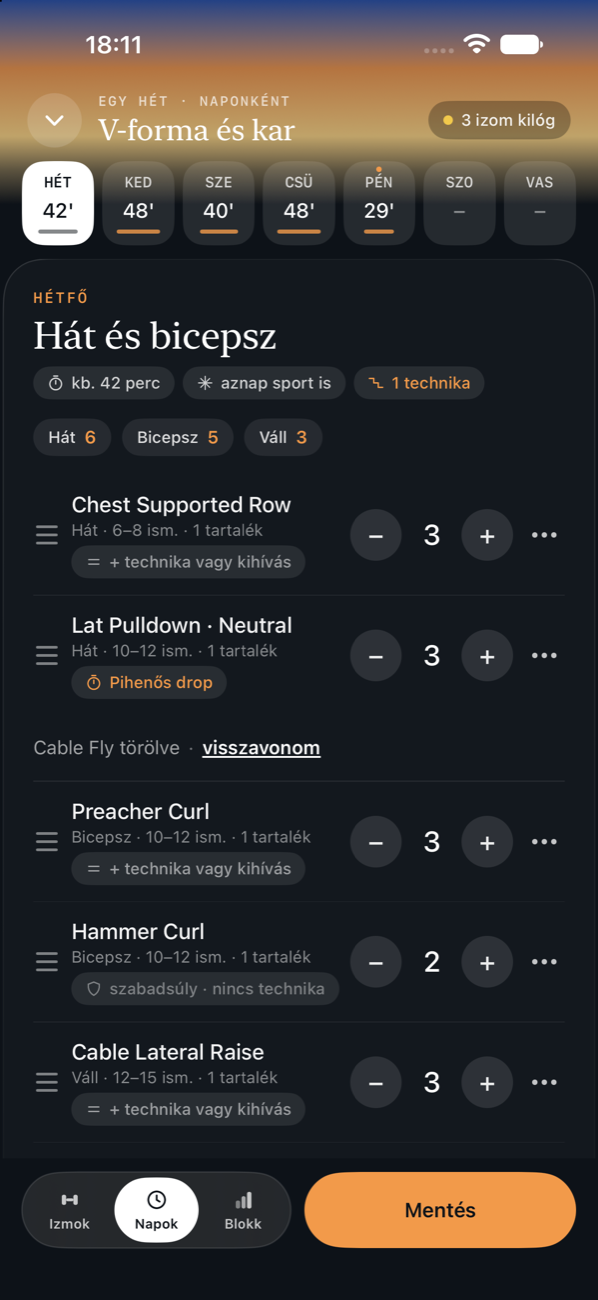 18:11
EGY HÉT · NAPONKÉNT
V-forma és kar
3 izom kilóg
HÉT KED SZE CSÜ PÉN SZO VAS
42' 48' 40' 48' 29' – –
HÉTFŐ
Hát és bicepsz
kb. 42 perc aznap sport is 1 technika
Hát 6 Bicepsz 5 Váll 3
Chest Supported Row
Hát · 6–8 ism. · 1 tartalék
+ technika vagy kihívás
− 3 +
Lat Pulldown · Neutral
Hát · 10–12 ism. · 1 tartalék
Pihenős drop
− 3 +
Cable Fly törölve · visszavonom
Preacher Curl
Bicepsz · 10–12 ism. · 1 tartalék
+ technika vagy kihívás
− 3 +
Hammer Curl
Bicepsz · 10–12 ism. · 1 tartalék
szabadsúly · nincs technika
− 2 +
Cable Lateral Raise
Váll · 12–15 ism. · 1 tartalék
+ technika vagy kihívás
− 3 +
Izmok Napok Blokk
Mentés